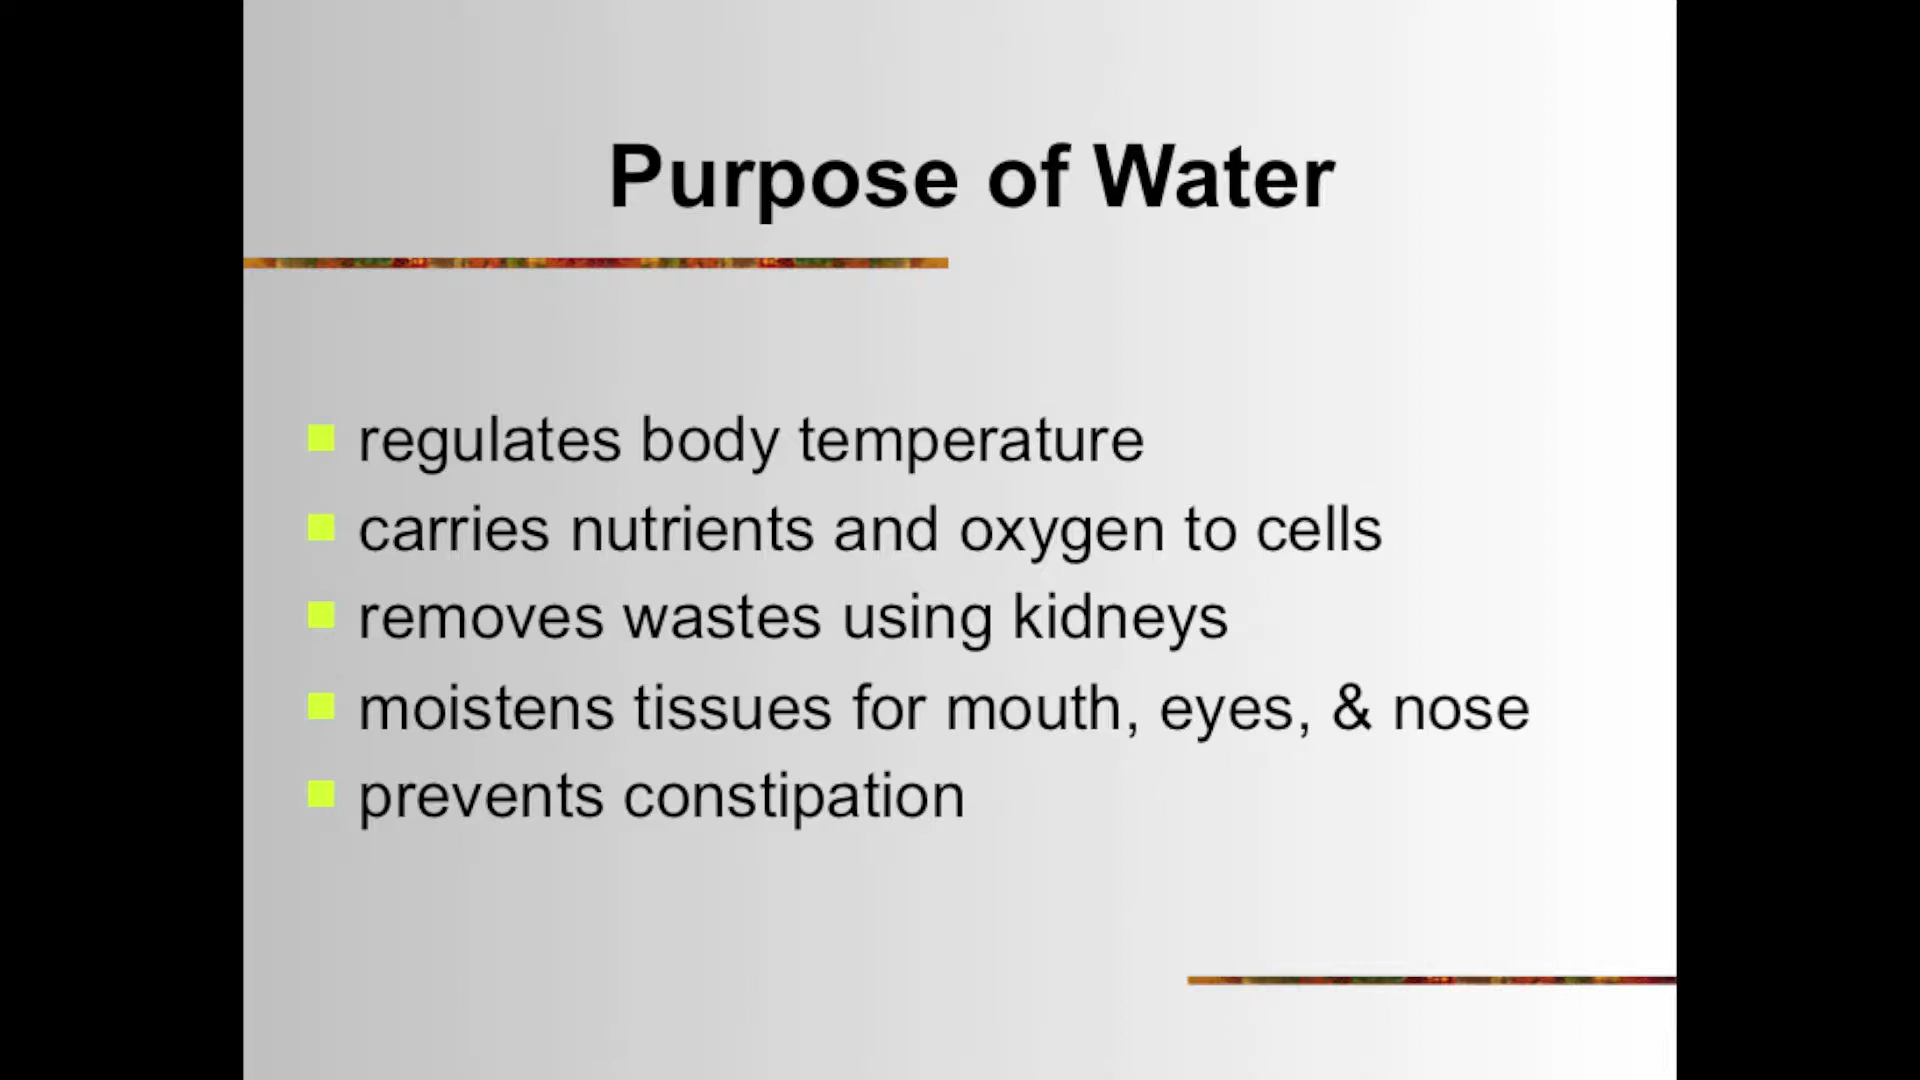 Purpose of Water
regulates body temperature
carries nutrients and oxygen to cells
removes wastes using kidneys
moistens tissues for mouth, eyes, & nose
prevents constipation